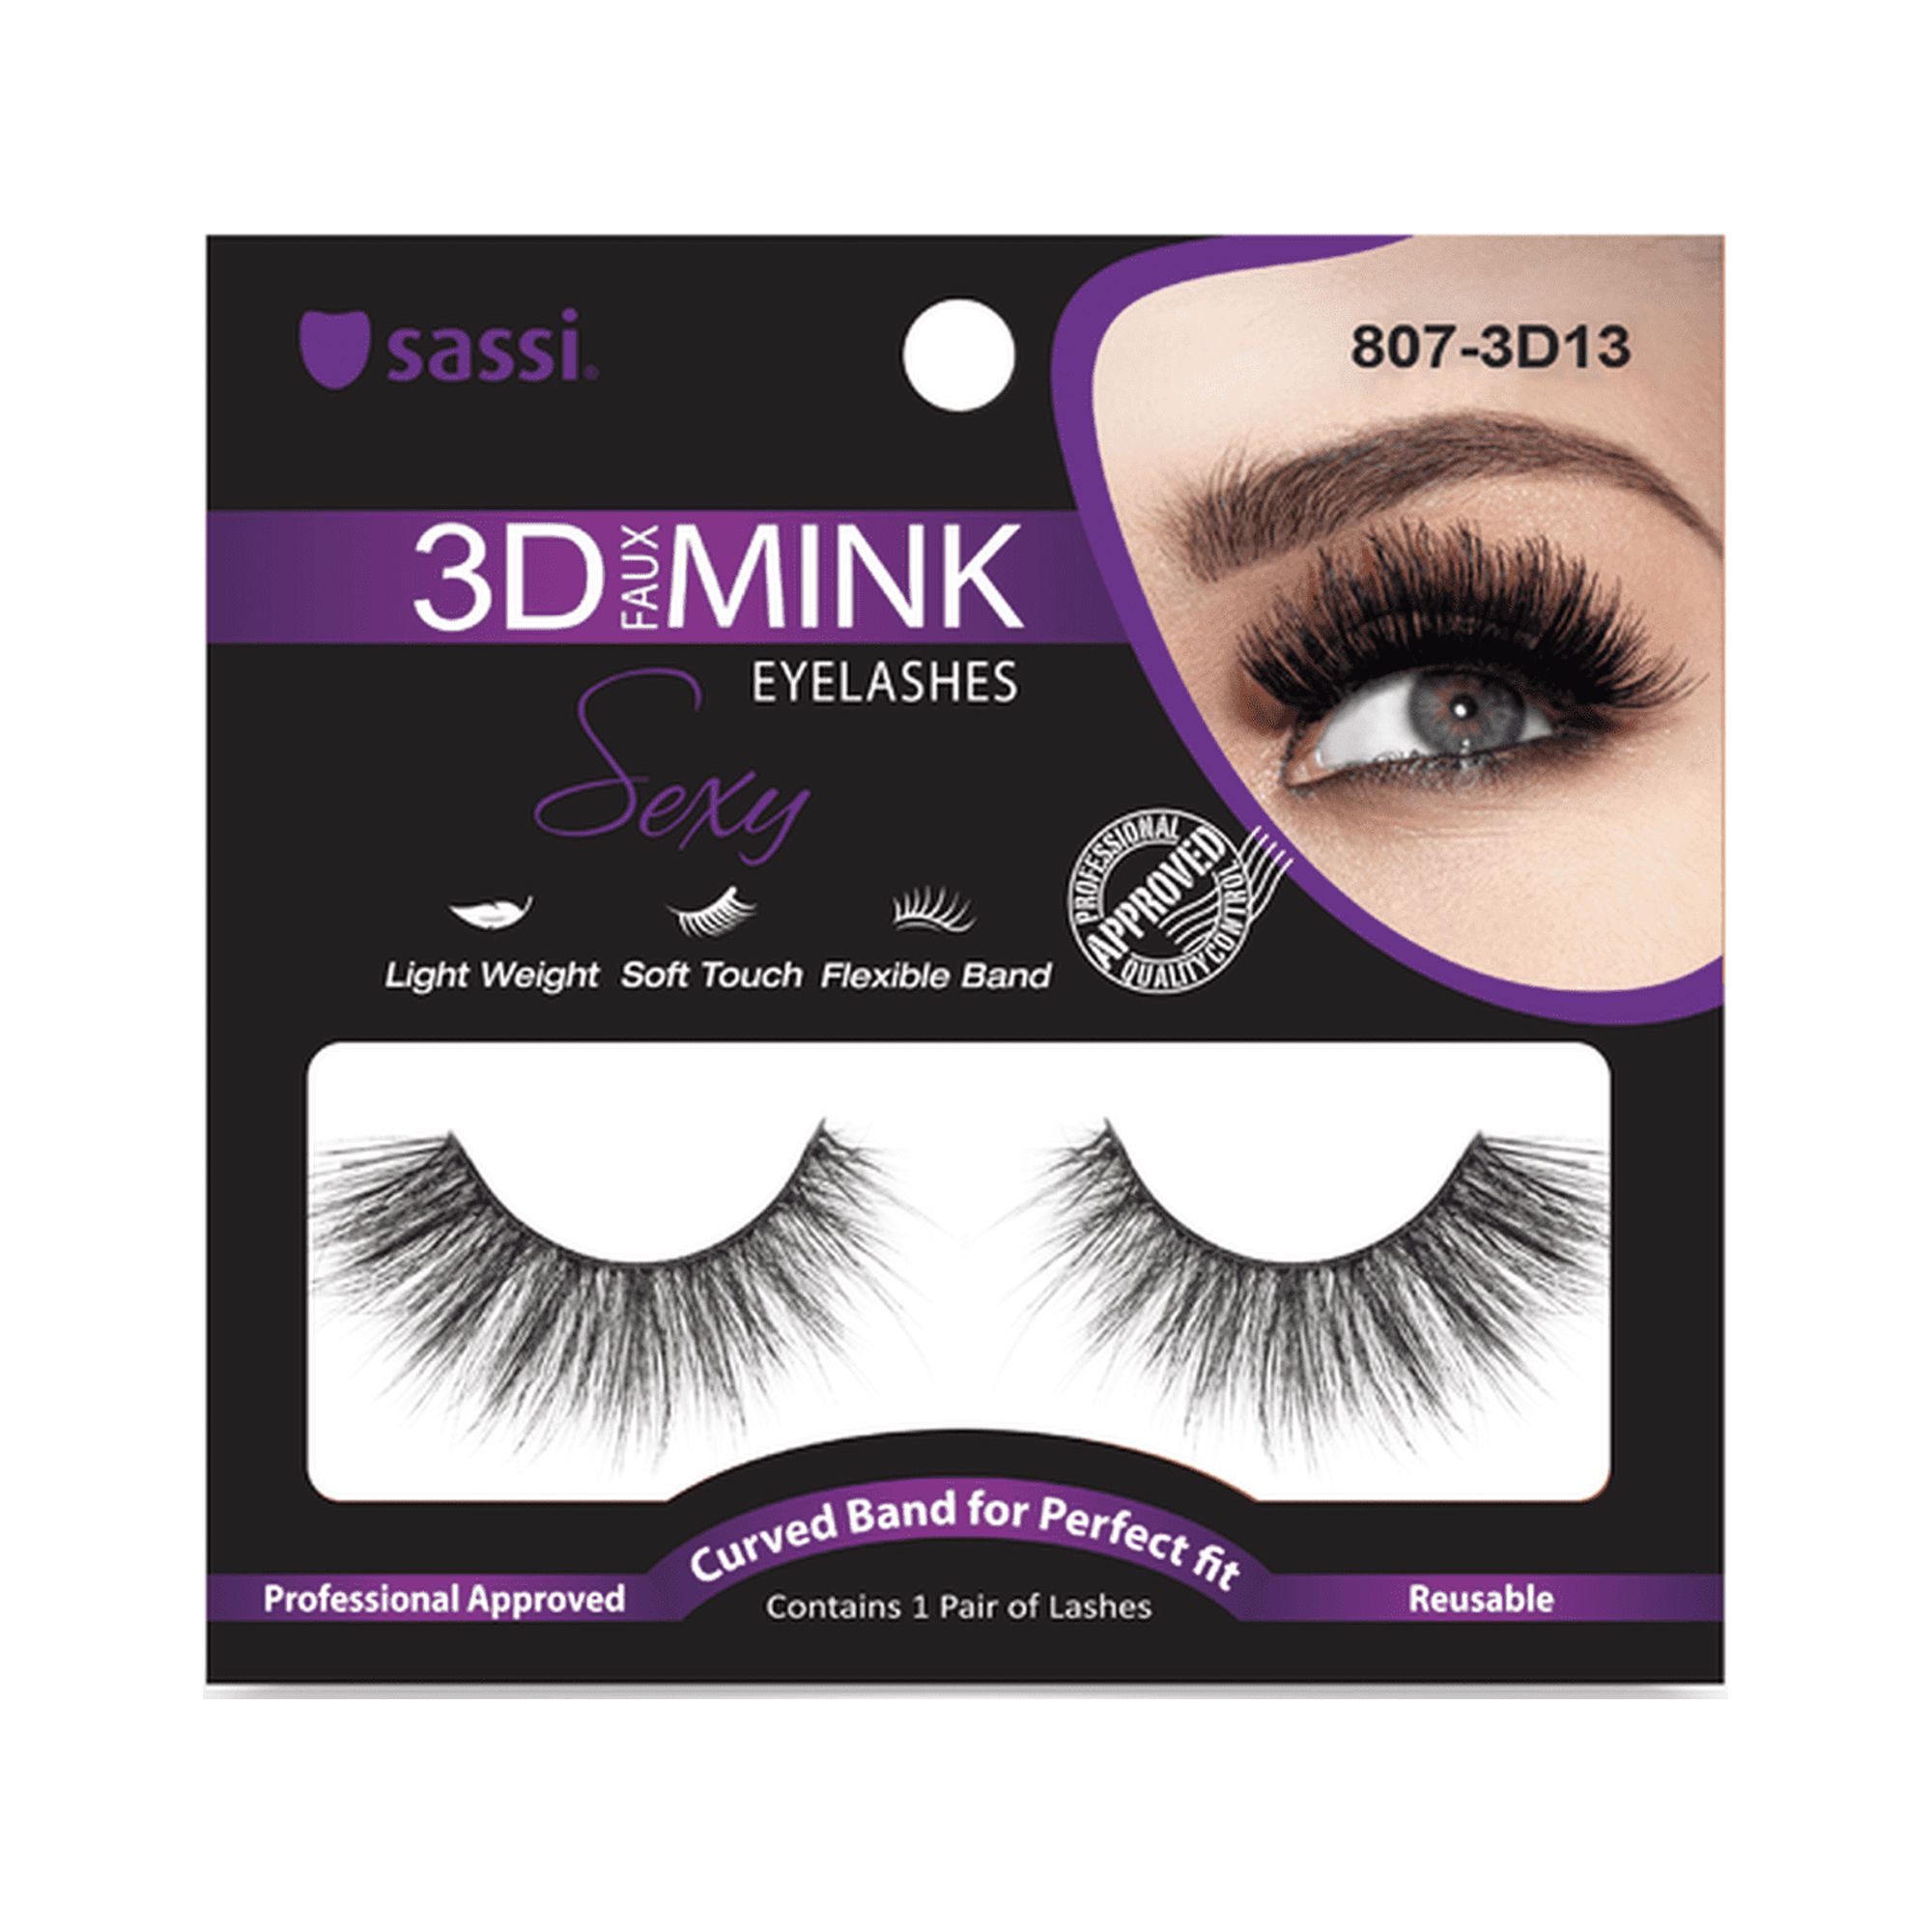 sassi®
807-3D13
3D FAUX MINK
EYELASHES
Sexy
Light Weight Soft Touch Flexible Band
PROFESSIONAL
APPROVED
QUALITY CONTROL
Curved Band for Perfect fit
Professional Approved
Contains 1 Pair of Lashes
Reusable